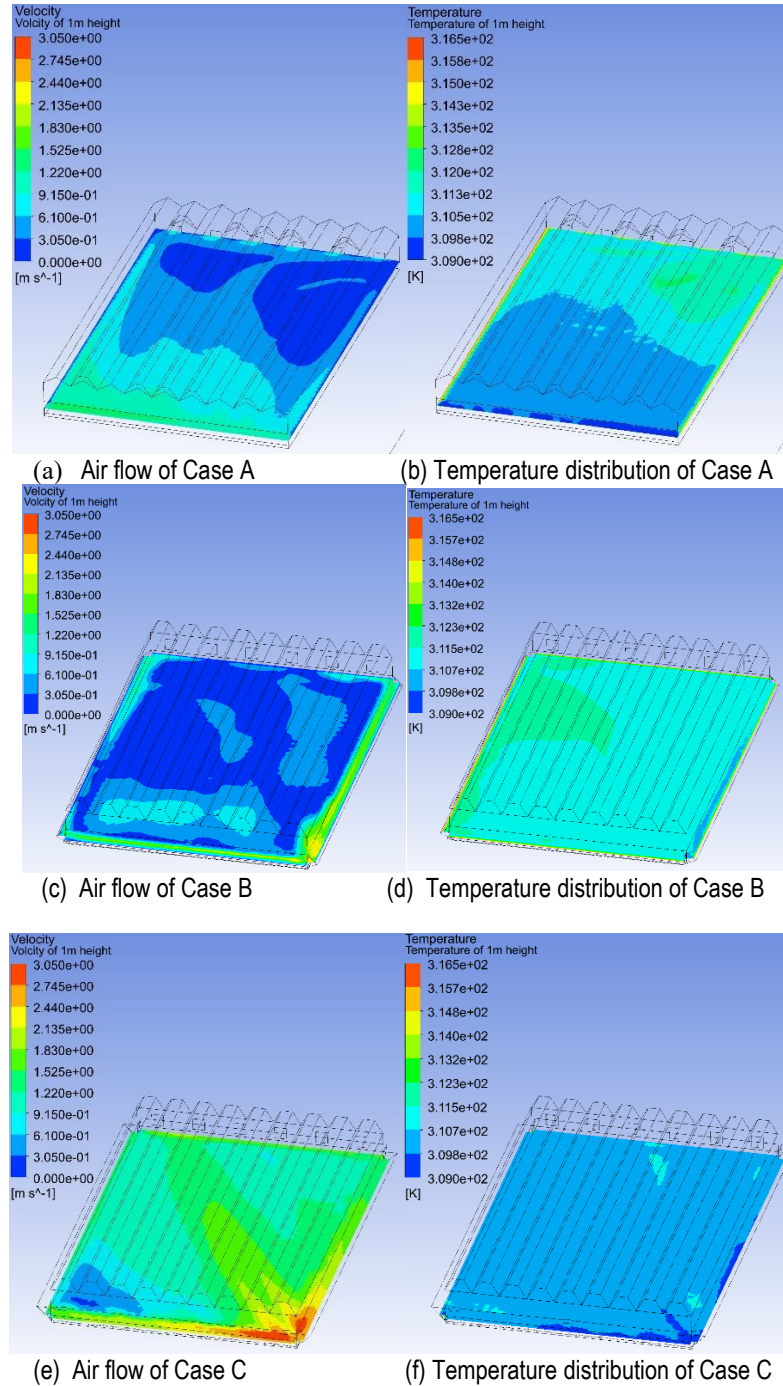 Velocity
Volcity of 1m height
3.050e+00
2.745e+00
2.440e+00
2.135e+00
1.830e+00
1.525e+00
1.220e+00
9.150e-01
6.100e-01
3.050e-01
0.000e+00
[m s^-1]
Temperature
Temperature of 1m height
3.165e+02
3.158e+02
3.150e+02
3.143e+02
3.135e+02
3.128e+02
3.120e+02
3.113e+02
3.105e+02
3.098e+02
3.090e+02
[K]
(a) Air flow of Case A
(b) Temperature distribution of Case A
Velocity
Volcity of 1m height
3.050e+00
2.745e+00
2.440e+00
2.135e+00
1.830e+00
1.525e+00
1.220e+00
9.150e-01
6.100e-01
3.050e-01
0.000e+00
[m s^-1]
Temperature
Temperature of 1m height
3.165e+02
3.157e+02
3.148e+02
3.140e+02
3.132e+02
3.123e+02
3.115e+02
3.107e+02
3.098e+02
3.090e+02
[K]
(c) Air flow of Case B
(d) Temperature distribution of Case B
Velocity
Volcity of 1m height
3.050e+00
2.745e+00
2.440e+00
2.135e+00
1.830e+00
1.525e+00
1.220e+00
9.150e-01
6.100e-01
3.050e-01
0.000e+00
[m s^-1]
Temperature
Temperature of 1m height
3.165e+02
3.157e+02
3.148e+02
3.140e+02
3.132e+02
3.123e+02
3.115e+02
3.107e+02
3.098e+02
3.090e+02
[K]
(e) Air flow of Case C
(f) Temperature distribution of Case C